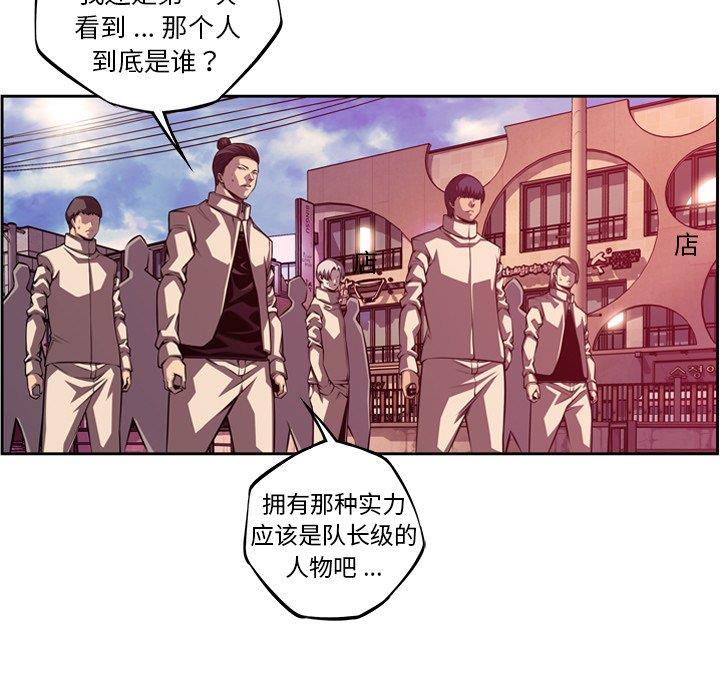 看到 ... 那个人
到底是谁？
店
店
拥有那种实力
应该是队长级的
人物吧 ...